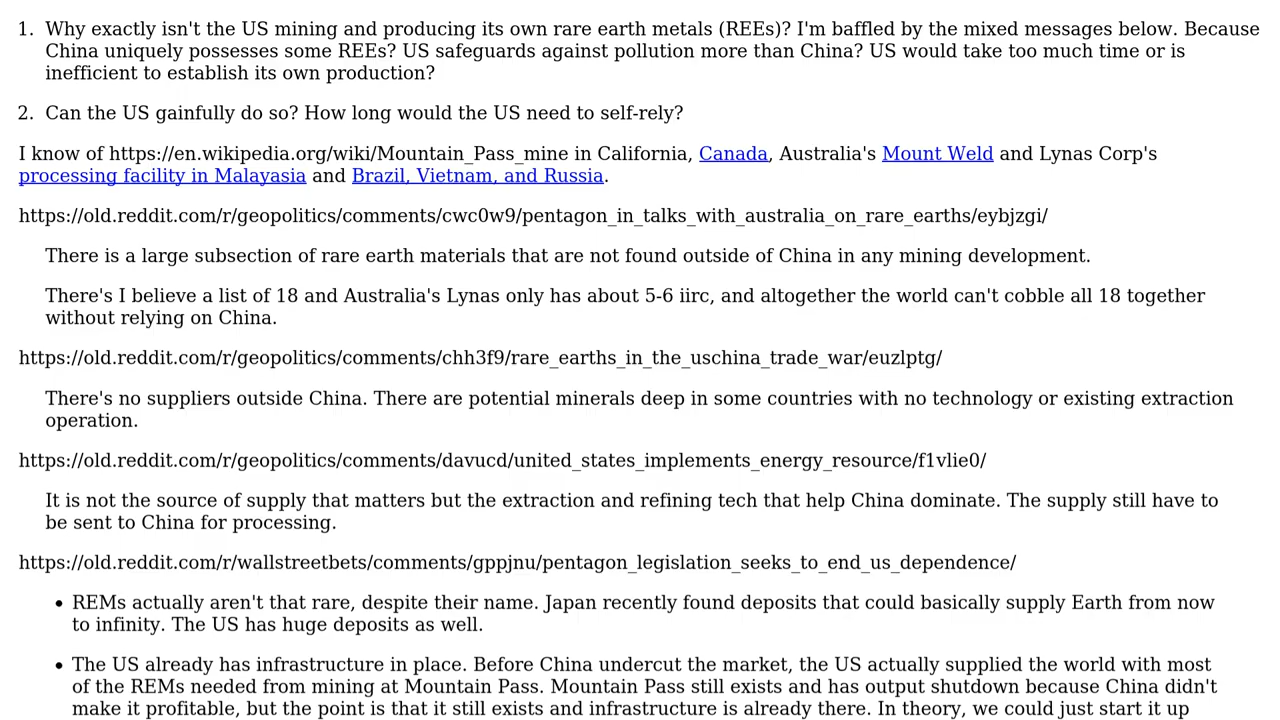 1. Why exactly isn't the US mining and producing its own rare earth metals (REEs)? I'm baffled by the mixed messages below. Because
China uniquely possesses some REEs? US safeguards against pollution more than China? US would take too much time or is
inefficient to establish its own production?
2. Can the US gainfully do so? How long would the US need to self-rely?
I know of https://en.wikipedia.org/wiki/Mountain_Pass_mine in California, Canada, Australia's Mount Weld and Lynas Corp's
processing facility in Malayasia and Brazil, Vietnam, and Russia.
https://old.reddit.com/r/geopolitics/comments/cwc0w9/pentagon_in_talks_with_australia_on_rare_earths/eybjzgi/
There is a large subsection of rare earth materials that are not found outside of China in any mining development.
There's I believe a list of 18 and Australia's Lynas only has about 5-6 iirc, and altogether the world can't cobble all 18 together
without relying on China.
https://old.reddit.com/r/geopolitics/comments/chh3f9/rare_earths_in_the_uschina_trade_war/euzlptg/
There's no suppliers outside China. There are potential minerals deep in some countries with no technology or existing extraction
operation.
https://old.reddit.com/r/geopolitics/comments/davucd/united_states_implements_energy_resource/f1vlie0/
It is not the source of supply that matters but the extraction and refining tech that help China dominate. The supply still have to
be sent to China for processing.
https://old.reddit.com/r/wallstreetbets/comments/gppjnu/pentagon_legislation_seeks_to_end_us_dependence/
• REMs actually aren't that rare, despite their name. Japan recently found deposits that could basically supply Earth from now
to infinity. The US has huge deposits as well.
• The US already has infrastructure in place. Before China undercut the market, the US actually supplied the world with most
of the REMs needed from mining at Mountain Pass. Mountain Pass still exists and has output shutdown because China didn't
make it profitable, but the point is that it still exists and infrastructure is already there. In theory, we could just start it up